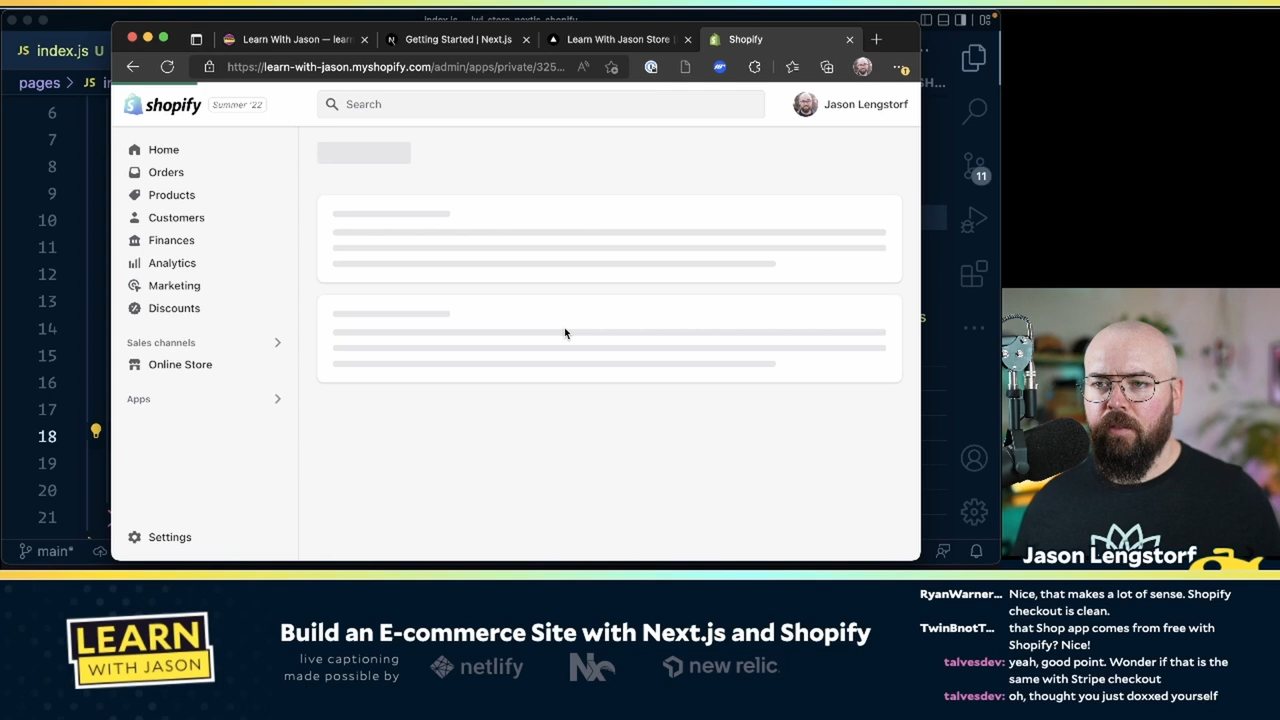 index.js — lwj_store_nextjs_shopify
JS index.js U
pages > JS
Learn With Jason — lear
Getting Started | Next.js
Learn With Jason Store |
Shopify
https://learn-with-jason.myshopify.com/admin/apps/private/325...
shopify
Summer '22
Search
Jason Lengstorf
Home
Orders
Products
Customers
Finances
Analytics
Marketing
Discounts
Sales channels
Online Store
Apps
Settings
6
7
8
9
10
11
12
13
14
15
16
17
18
19
20
21
11
main*
Jason Lengstorf
LEARN
WITH JASON
Build an E-commerce Site with Next.js and Shopify
live captioning
made possible by
netlify
new relic
RyanWarner... Nice, that makes a lot of sense. Shopify
checkout is clean.
TwinBnotT... that Shop app comes from free with
Shopify? Nice!
talvesdev: yeah, good point. Wonder if that is the
same with Stripe checkout
talvesdev: oh, thought you just doxxed yourself